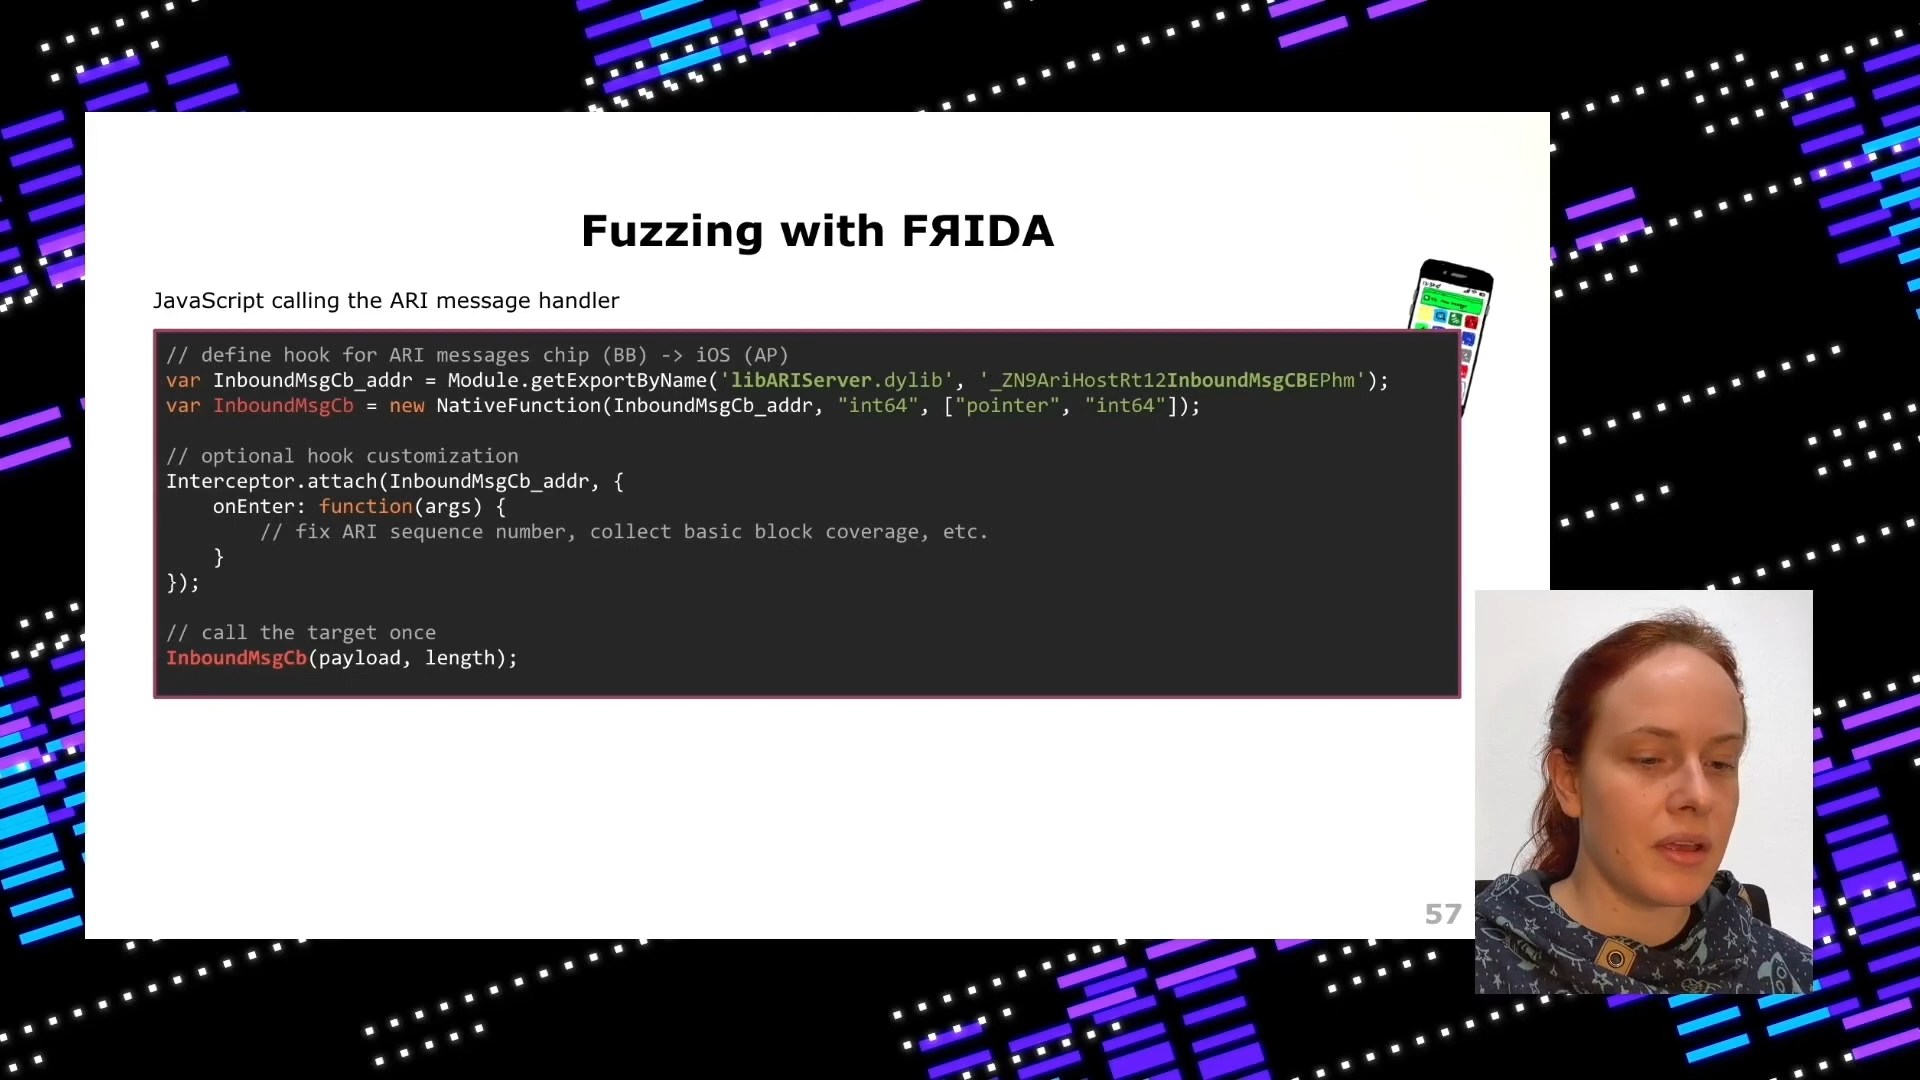 Fuzzing with FЯIDA
JavaScript calling the ARI message handler
// define hook for ARI messages chip (BB) -> iOS (AP)
var InboundMsgCb_addr = Module.getExportByName('libARIServer.dylib', '_ZN9AriHostRt12InboundMsgCBEPhm');
var InboundMsgCb = new NativeFunction(InboundMsgCb_addr, "int64", ["pointer", "int64"]);
// optional hook customization
Interceptor.attach(InboundMsgCb_addr, {
    onEnter: function(args) {
        // fix ARI sequence number, collect basic block coverage, etc.
    }
});
// call the target once
InboundMsgCb(payload, length);
57